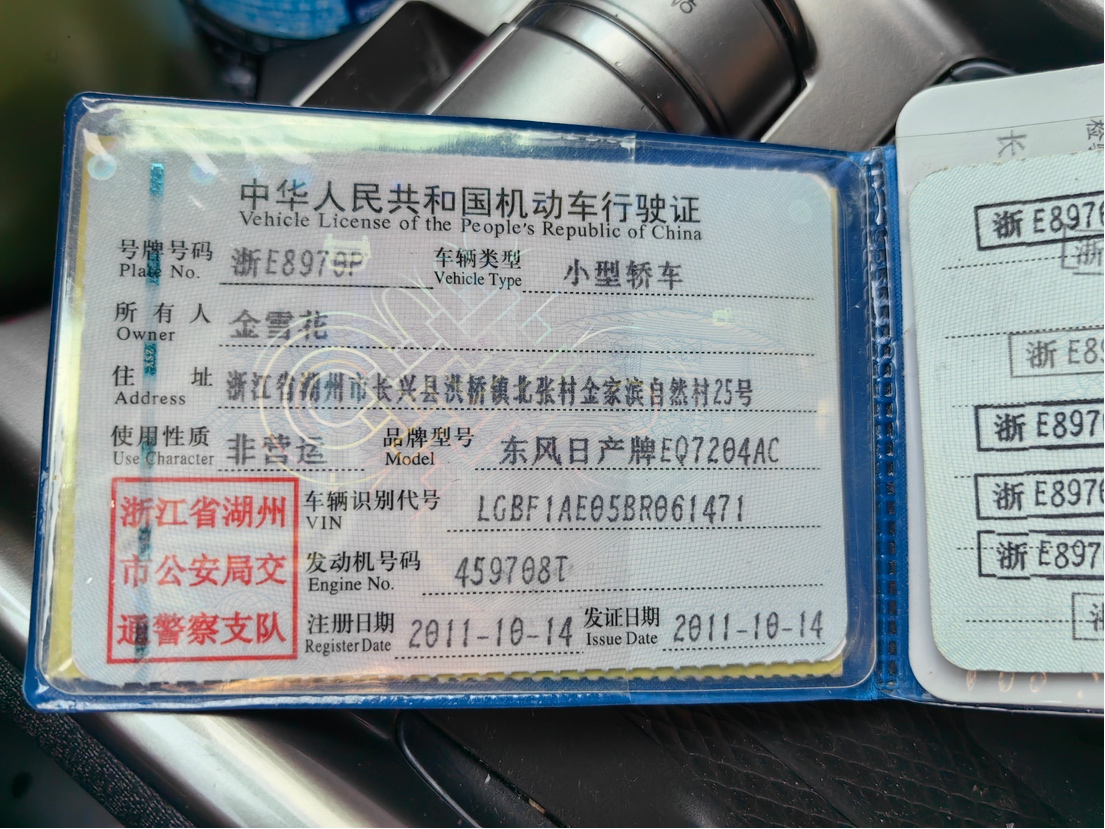 中华人民共和国机动车行驶证
Vehicle License of the People's Republic of China
号牌号码 浙E8970P 车辆类型 小型轿车
Plate No. Vehicle Type
所有人 金雪花
Owner
住址 浙江省湖州市长兴县洪桥镇北张村金家滨自然村25号
Address
使用性质 非营运 品牌型号 东风日产牌EQ7204AC
Use Character Model
浙江省湖州
市公安局交
通警察支队
车辆识别代号 LGBF1AE05BR061471
VIN
发动机号码 459708T
Engine No.
注册日期 2011-10-14 发证日期 2011-10-14
Register Date Issue Date
长
浙E8970
浙
浙E89
浙E8970
浙E8970
浙E8970